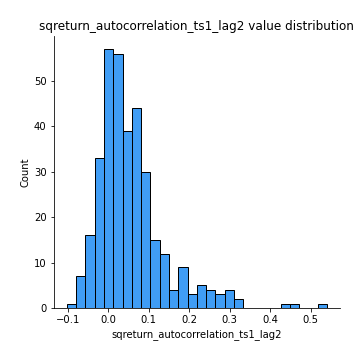 sqreturn_autocorrelation_ts1_lag2 value distribution
50
40
30
20
10
0
Count
−0.1 0.0 0.1 0.2 0.3 0.4 0.5
sqreturn_autocorrelation_ts1_lag2